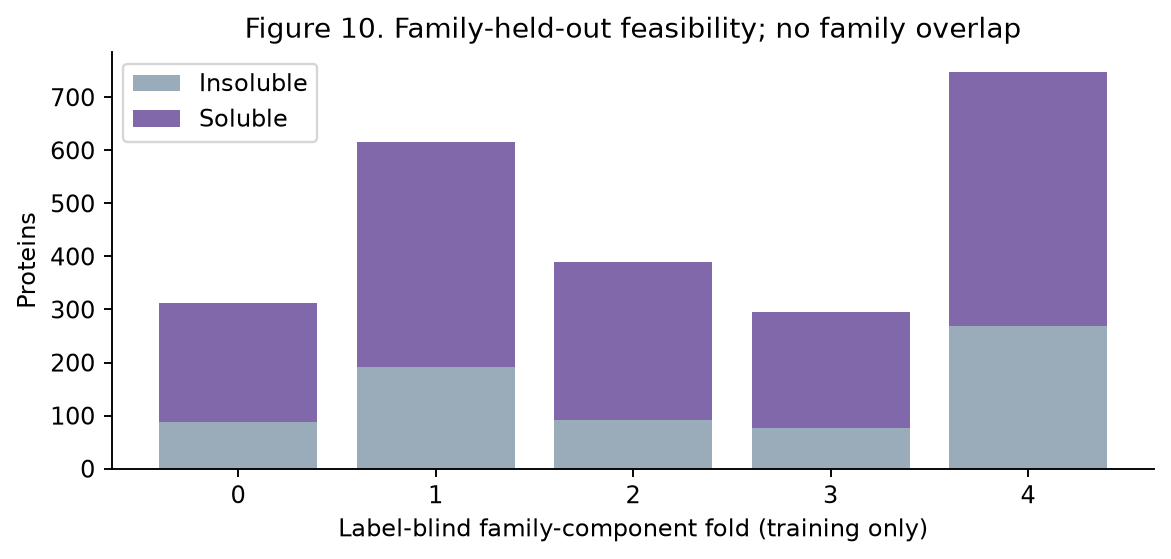 Figure 10. Family-held-out feasibility; no family overlap
Insoluble
Soluble
Proteins
700
600
500
400
300
200
100
0
0 1 2 3 4
Label-blind family-component fold (training only)